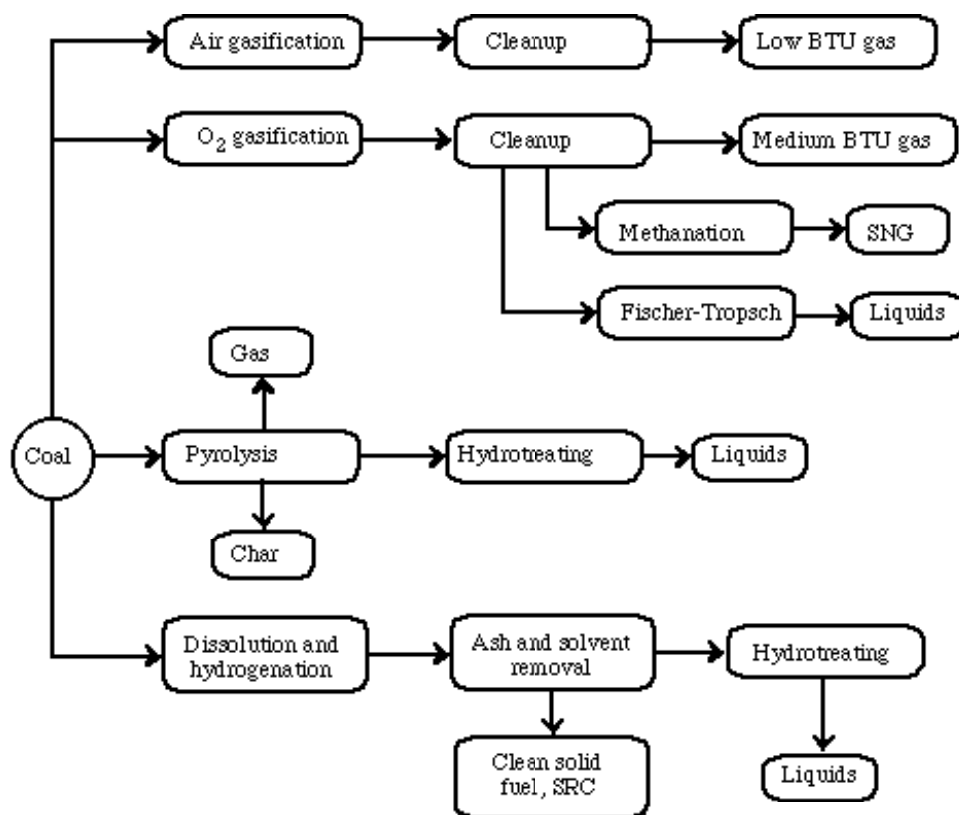 Air gasification
Cleanup
Low BTU gas
O₂ gasification
Cleanup
Medium BTU gas
Methanation
SNG
Fischer-Tropsch
Liquids
Gas
Coal
Pyrolysis
Hydrotreating
Liquids
Char
Dissolution and
hydrogenation
Ash and solvent
removal
Hydrotreating
Clean solid
fuel, SRC
Liquids